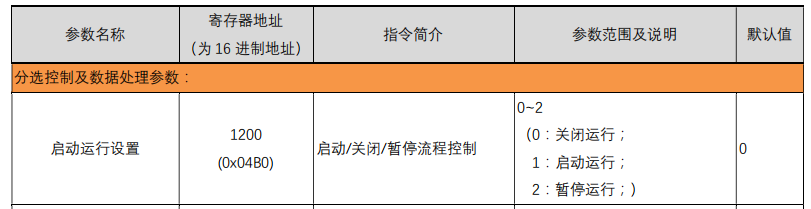 参数名称
寄存器地址
（为 16 进制地址）
指令简介
参数范围及说明
默认值
分选控制及数据处理参数：
启动运行设置
1200
(0x04B0)
启动/关闭/暂停流程控制
0~2
（0：关闭运行；
1：启动运行；
2：暂停运行；）
0